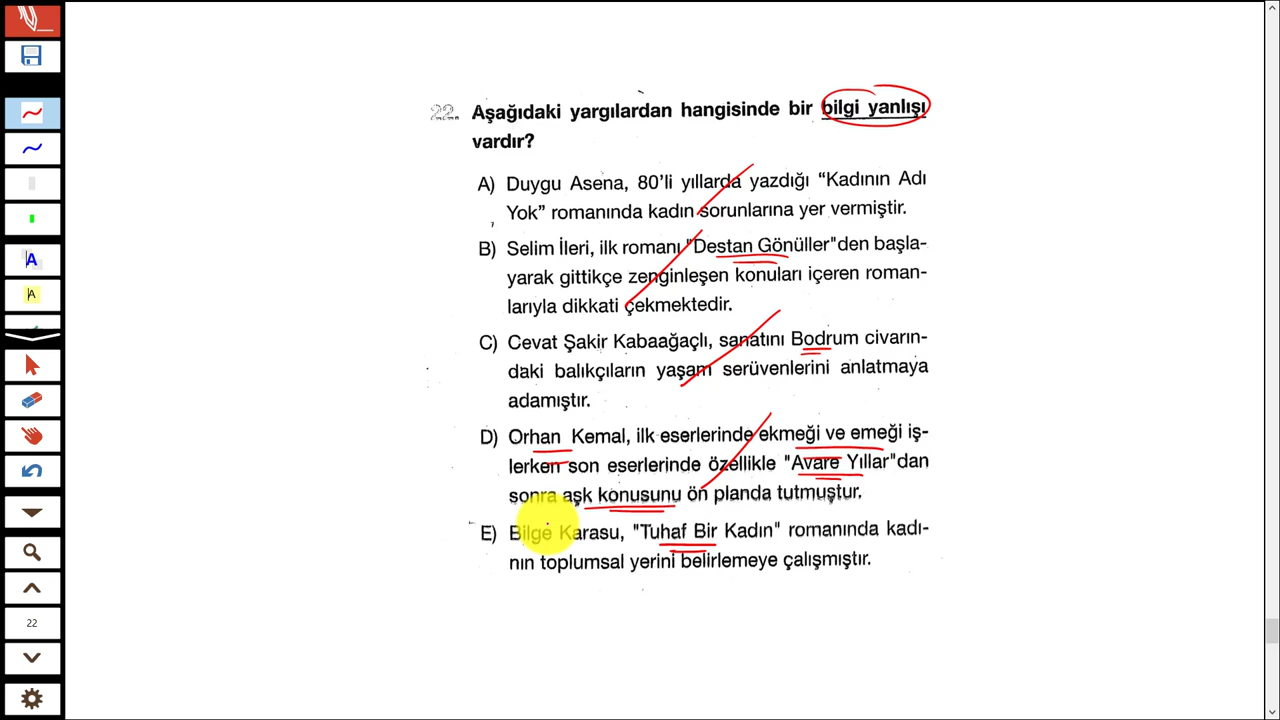 22. Aşağıdaki yargılardan hangisinde bir bilgi yanlışı
vardır?
A) Duygu Asena, 80'li yıllarda yazdığı “Kadının Adı
Yok” romanında kadın sorunlarına yer vermiştir.
B) Selim İleri, ilk romanı "Destan Gönüller"den başla-
yarak gittikçe zenginleşen konuları içeren roman-
larıyla dikkati çekmektedir.
C) Cevat Şakir Kabaağaçlı, sanatını Bodrum civarın-
daki balıkçıların yaşam serüvenlerini anlatmaya
adamıştır.
D) Orhan Kemal, ilk eserlerinde ekmeği ve emeği iş-
lerken son eserlerinde özellikle "Avare Yıllar"dan
sonra aşk konusunu ön planda tutmuştur.
E) Bilge Karasu, "Tuhaf Bir Kadın" romanında kadı-
nın toplumsal yerini belirlemeye çalışmıştır.
A
A
22